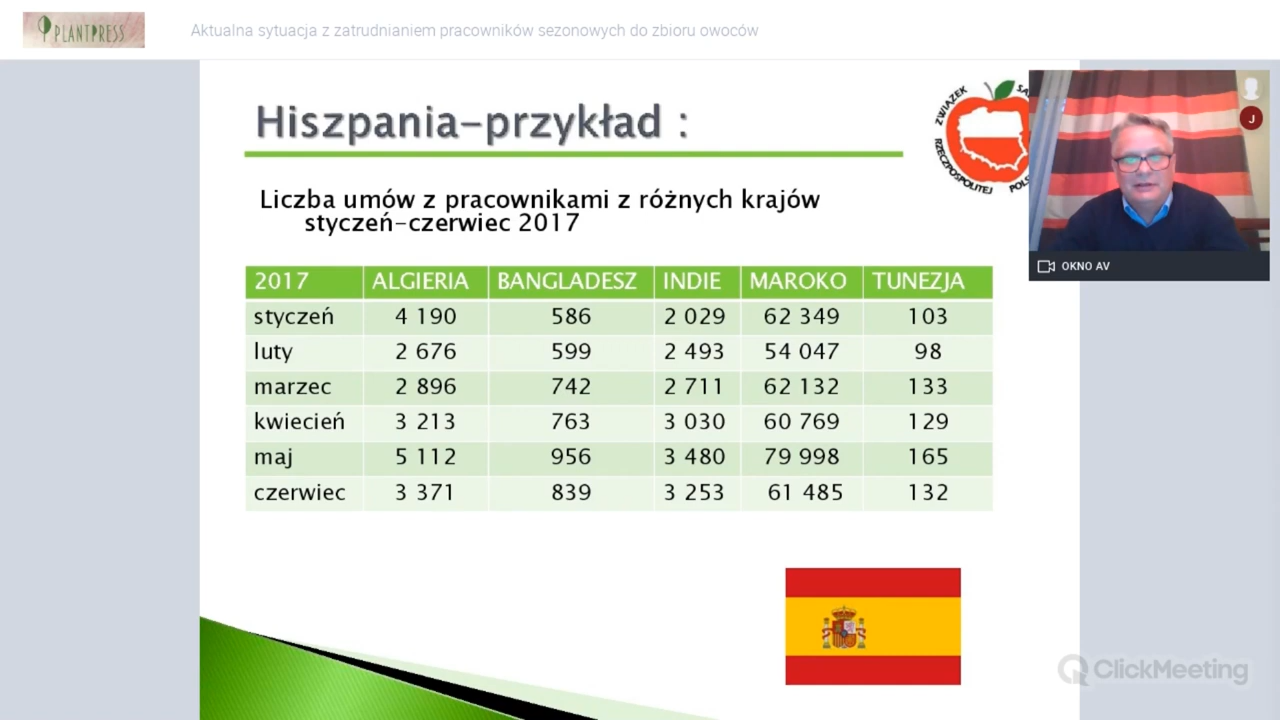 PLANTPRESS
Aktualna sytuacja z zatrudnianiem pracowników sezonowych do zbioru owoców
Hiszpania-przykład :
ZWIĄZEK SA
RZECZPOSPOLITEJ POLS
J
OKNO AV
Liczba umów z pracownikami z różnych krajów
styczeń-czerwiec 2017
2017 ALGIERIA BANGLADESZ INDIE MAROKO TUNEZJA
styczeń 4 190 586 2 029 62 349 103
luty 2 676 599 2 493 54 047 98
marzec 2 896 742 2 711 62 132 133
kwiecień 3 213 763 3 030 60 769 129
maj 5 112 956 3 480 79 998 165
czerwiec 3 371 839 3 253 61 485 132
ClickMeeting